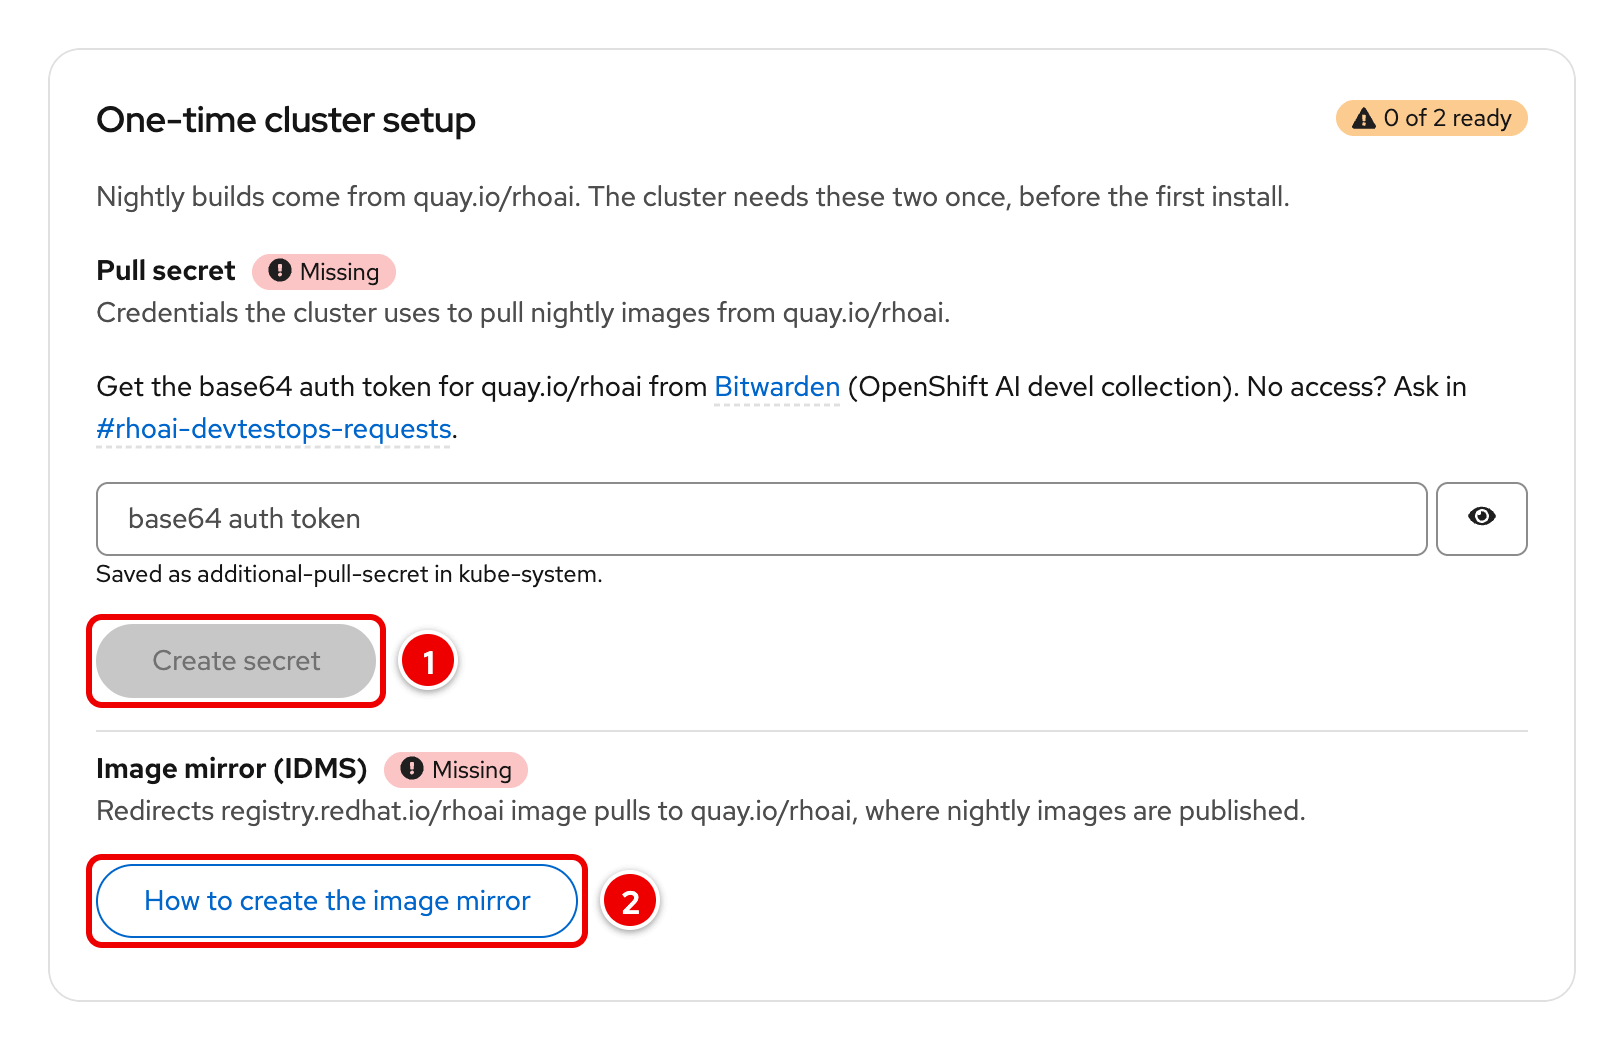 One-time cluster setup
0 of 2 ready
Nightly builds come from quay.io/rhoai. The cluster needs these two once, before the first install.
Pull secret
Missing
Credentials the cluster uses to pull nightly images from quay.io/rhoai.
Get the base64 auth token for quay.io/rhoai from Bitwarden (OpenShift AI devel collection). No access? Ask in
#rhoai-devtestops-requests.
base64 auth token
Saved as additional-pull-secret in kube-system.
Create secret
1
Image mirror (IDMS)
Missing
Redirects registry.redhat.io/rhoai image pulls to quay.io/rhoai, where nightly images are published.
How to create the image mirror
2